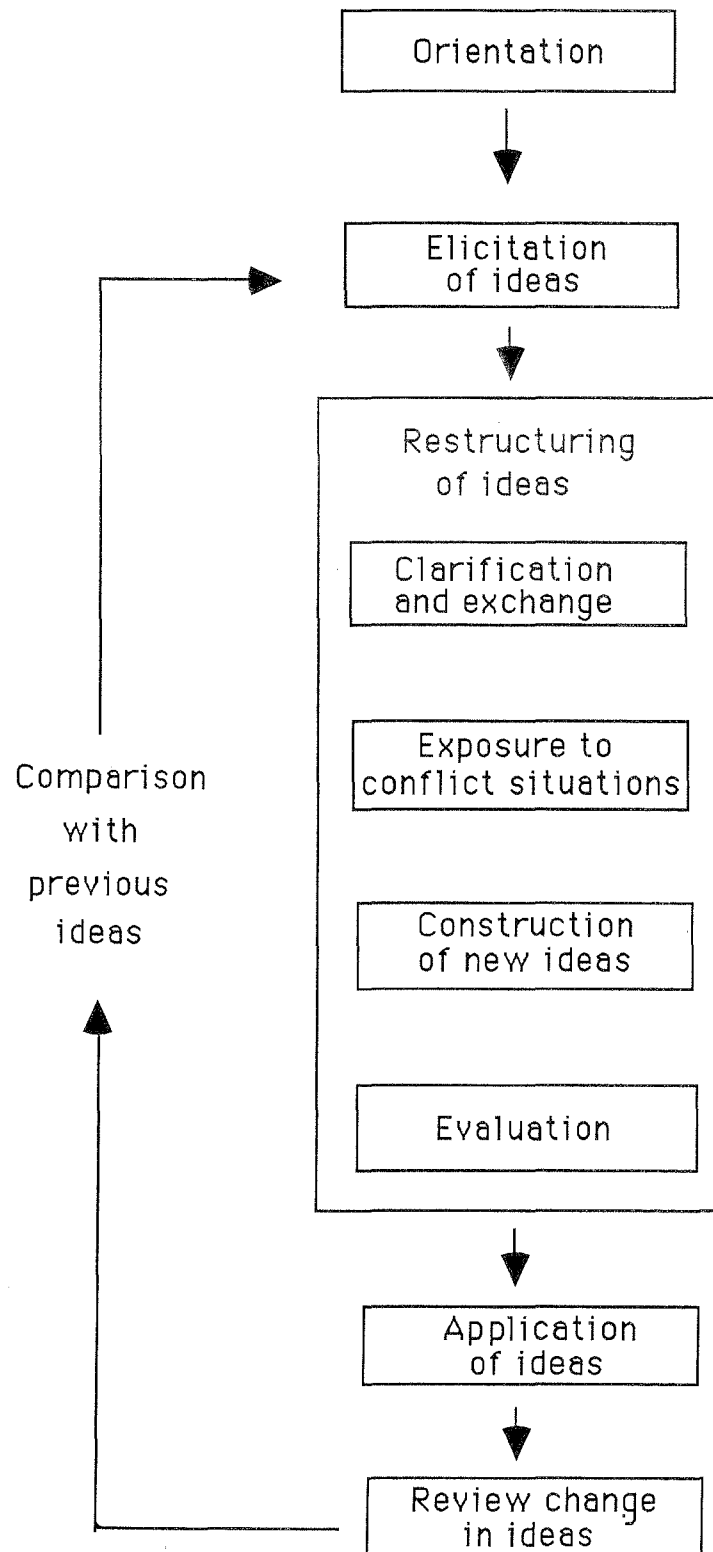 Orientation
Elicitation
of ideas
Restructuring
of ideas
Clarification
and exchange
Exposure to
conflict situations
Comparison
with
previous
ideas
Construction
of new ideas
Evaluation
Application
of ideas
Review change
in ideas